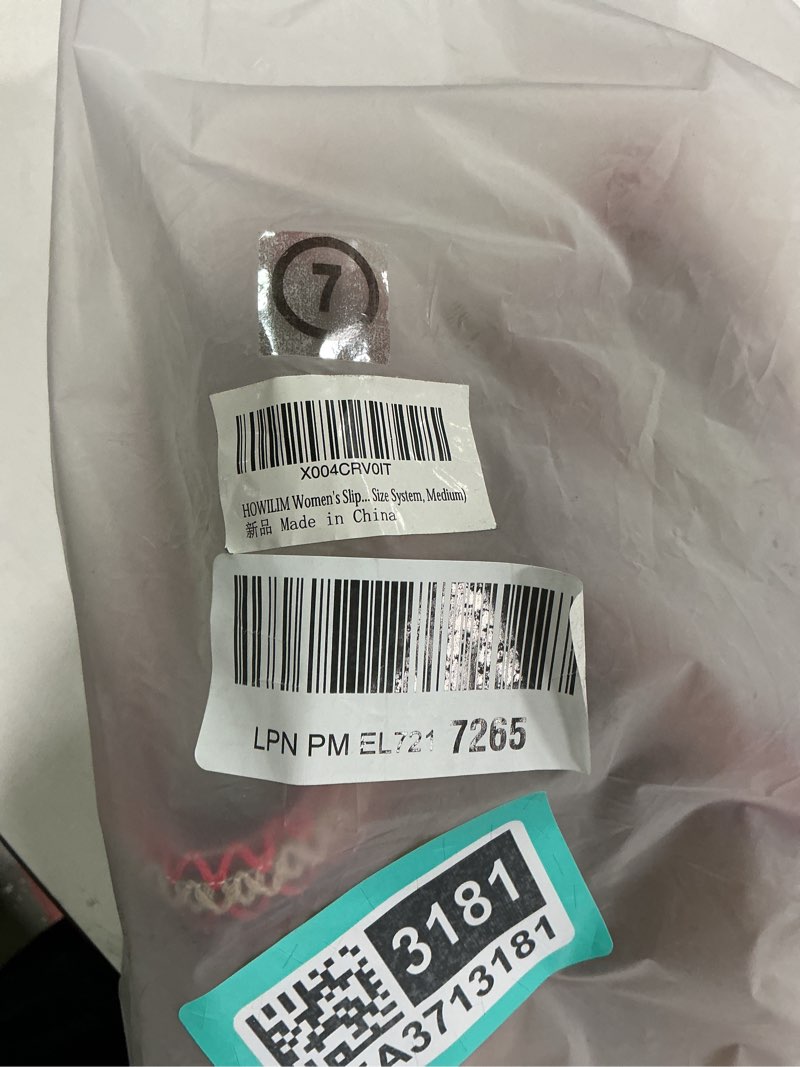 7
X004CRV0IT
HOWILIM Women's Slip... Size System, Medium)
新品 Made in China
LPN PM EL721 7265
3181
A3713181